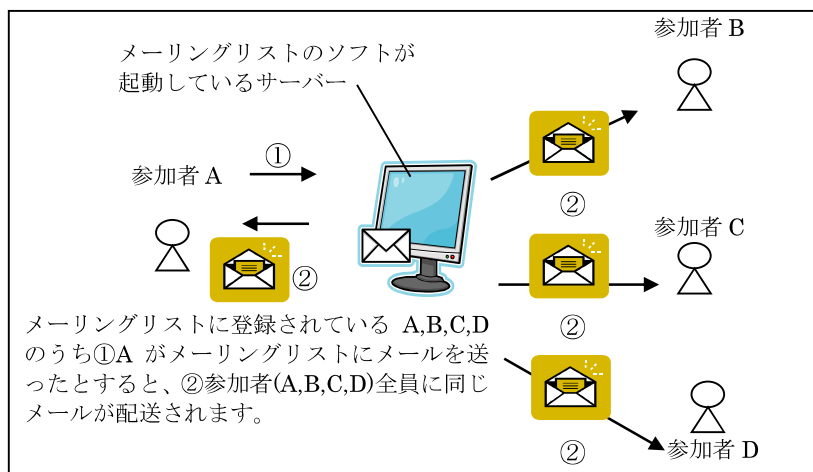 参加者 B
メーリングリストのソフトが
起動しているサーバー
①
参加者 A
②
②
参加者 C
②
メーリングリストに登録されている A,B,C,D
のうち①A がメーリングリストにメールを送
ったとすると、②参加者(A,B,C,D)全員に同じ
メールが配送されます。
②
参加者 D